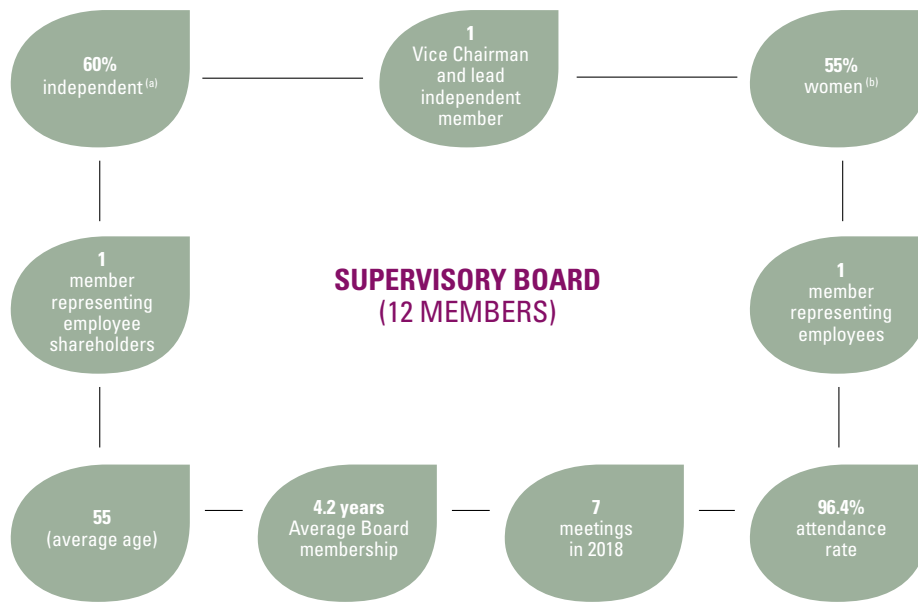 60%
independent (a)
1
Vice Chairman
and lead
independent
member
55%
women (b)
1
member
representing
employee
shareholders
SUPERVISORY BOARD
(12 MEMBERS)
1
member
representing
employees
55
(average age)
4.2 years
Average Board
membership
7
meetings
in 2018
96.4%
attendance
rate